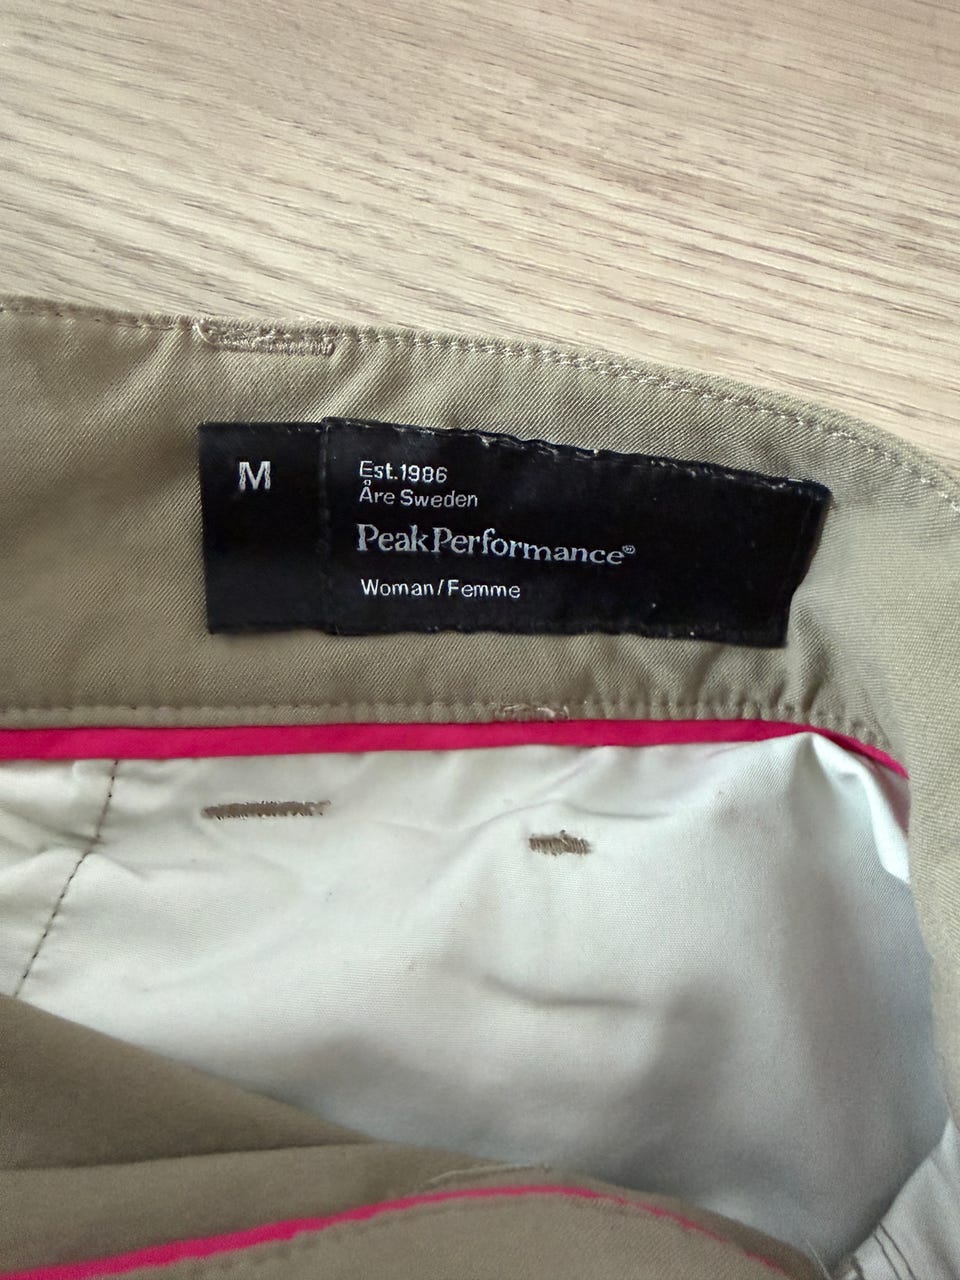 M
Est.1986
Åre Sweden
PeakPerformance®
Woman/Femme